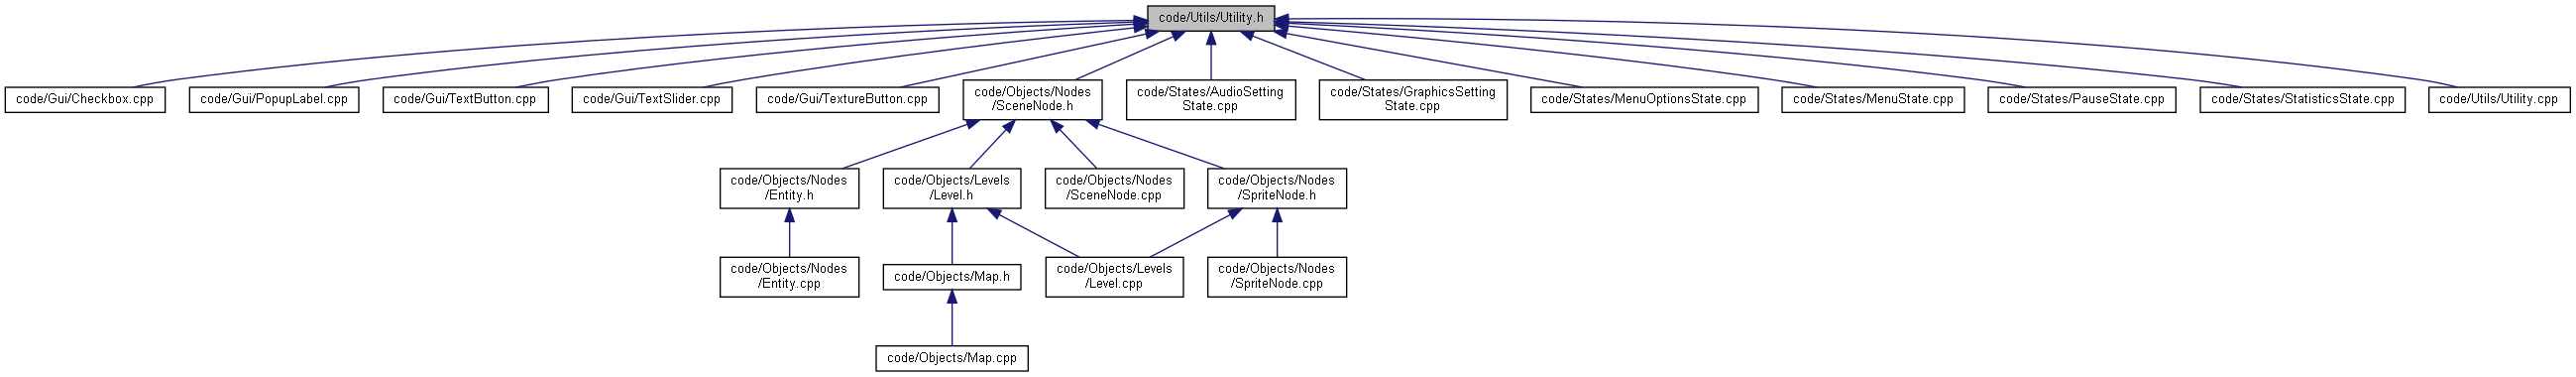 code/Utils/Utility.h
code/Gui/Checkbox.cpp
code/Gui/PopupLabel.cpp
code/Gui/TextButton.cpp
code/Gui/TextSlider.cpp
code/Gui/TextureButton.cpp
code/Objects/Nodes
/SceneNode.h
code/States/AudioSetting
State.cpp
code/States/GraphicsSetting
State.cpp
code/States/MenuOptionsState.cpp
code/States/MenuState.cpp
code/States/PauseState.cpp
code/States/StatisticsState.cpp
code/Utils/Utility.cpp
code/Objects/Nodes
/Entity.h
code/Objects/Levels
/Level.h
code/Objects/Nodes
/SceneNode.cpp
code/Objects/Nodes
/SpriteNode.h
code/Objects/Nodes
/Entity.cpp
code/Objects/Map.h
code/Objects/Levels
/Level.cpp
code/Objects/Nodes
/SpriteNode.cpp
code/Objects/Map.cpp